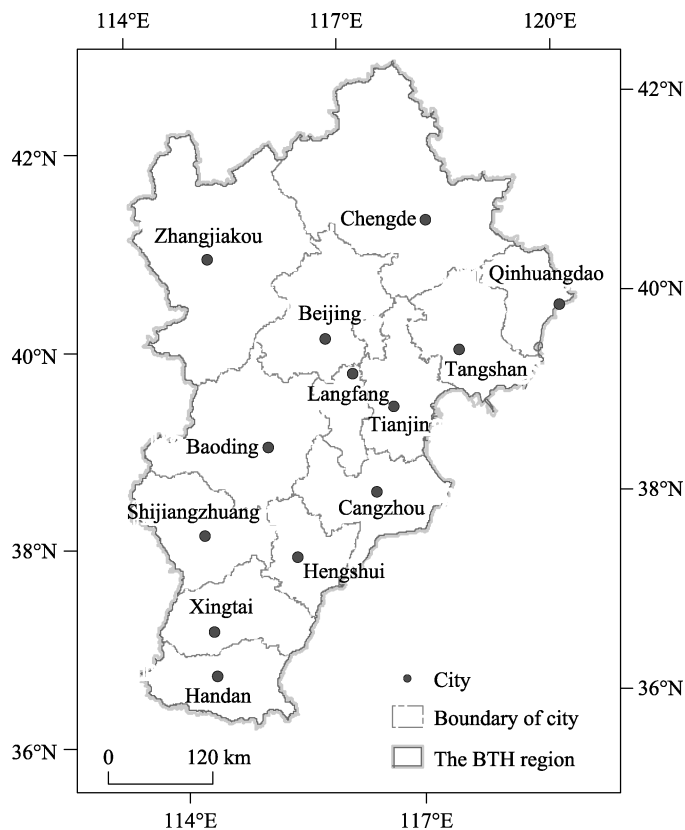 114°E 117°E 120°E
42°N
42°N
Chengde
Zhangjiakou
Qinhuangdao
40°N
Beijing
40°N
Tangshan
Langfang
Tianjin
Baoding
38°N
Cangzhou
Shijiangzhuang
38°N
Hengshui
Xingtai
City
36°N
Handan
Boundary of city
36°N
0 120 km
The BTH region
114°E 117°E